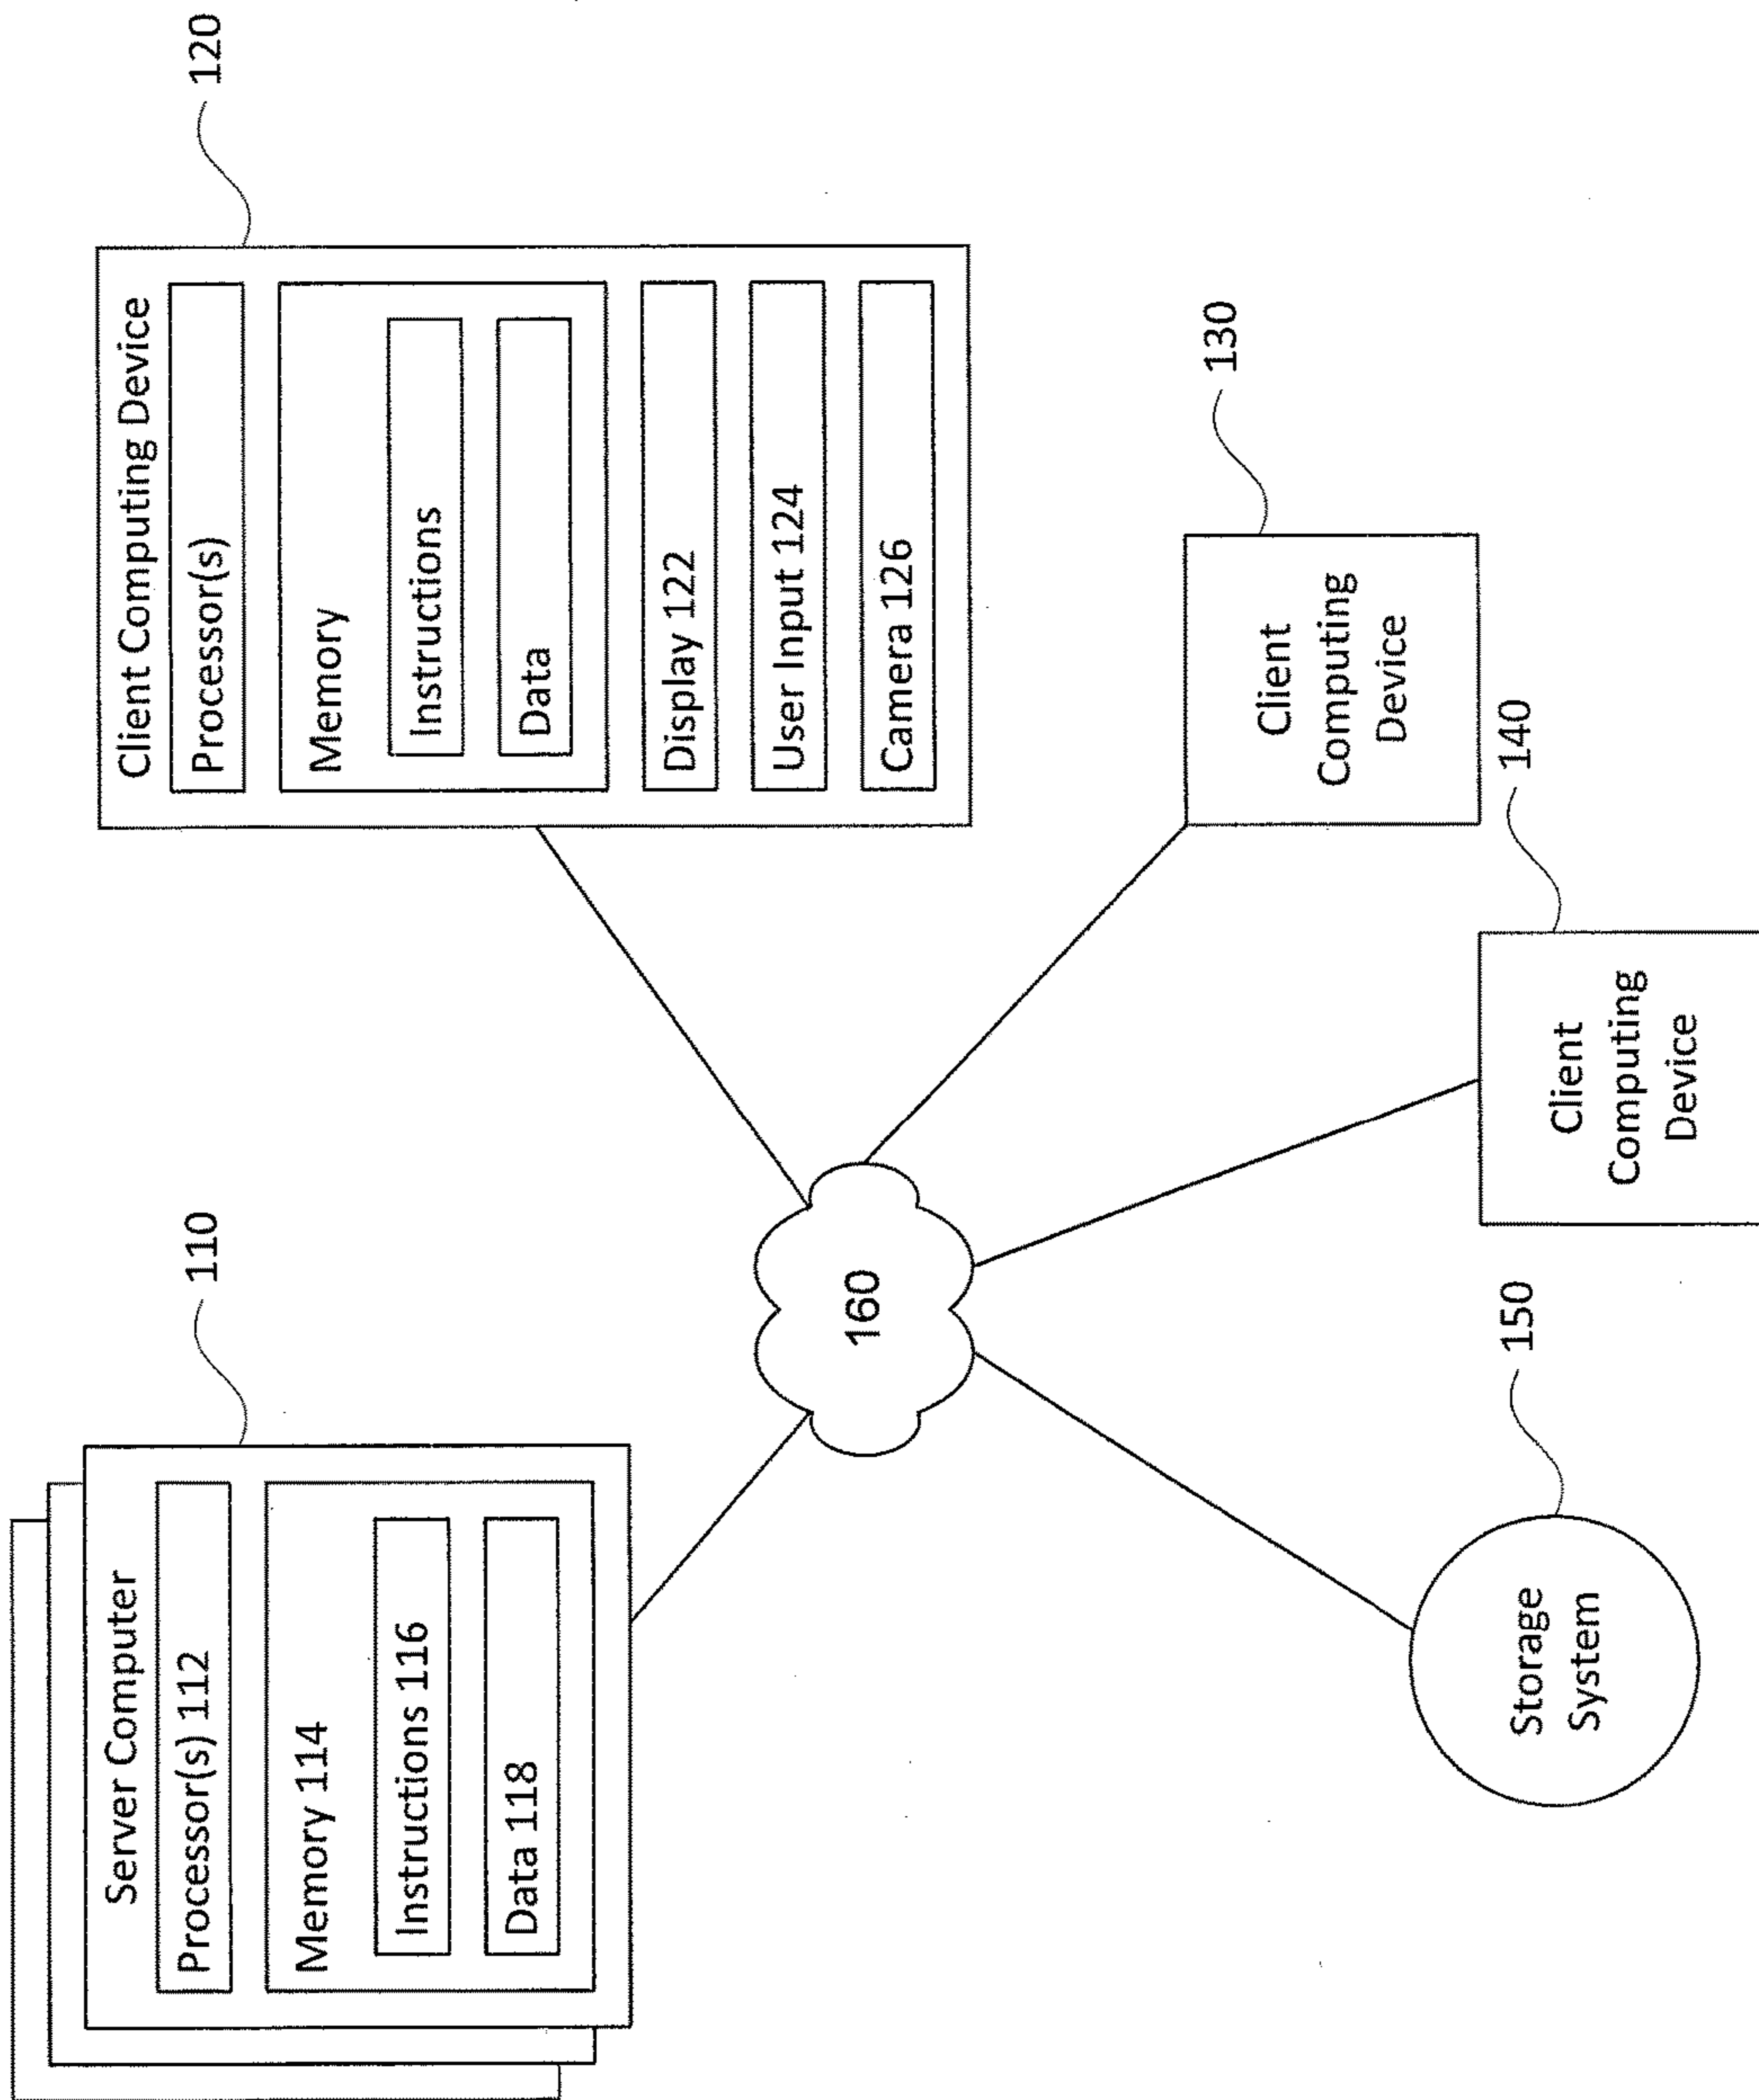 110
Server Computer
Processor(s) 112
Memory 114
Instructions 116
Data 118
120
Client Computing Device
Processor(s)
Memory
Instructions
Data
Display 122
User Input 124
Camera 126
160
150
Storage
System
140
Client
Computing
Device
130
Client
Computing
Device